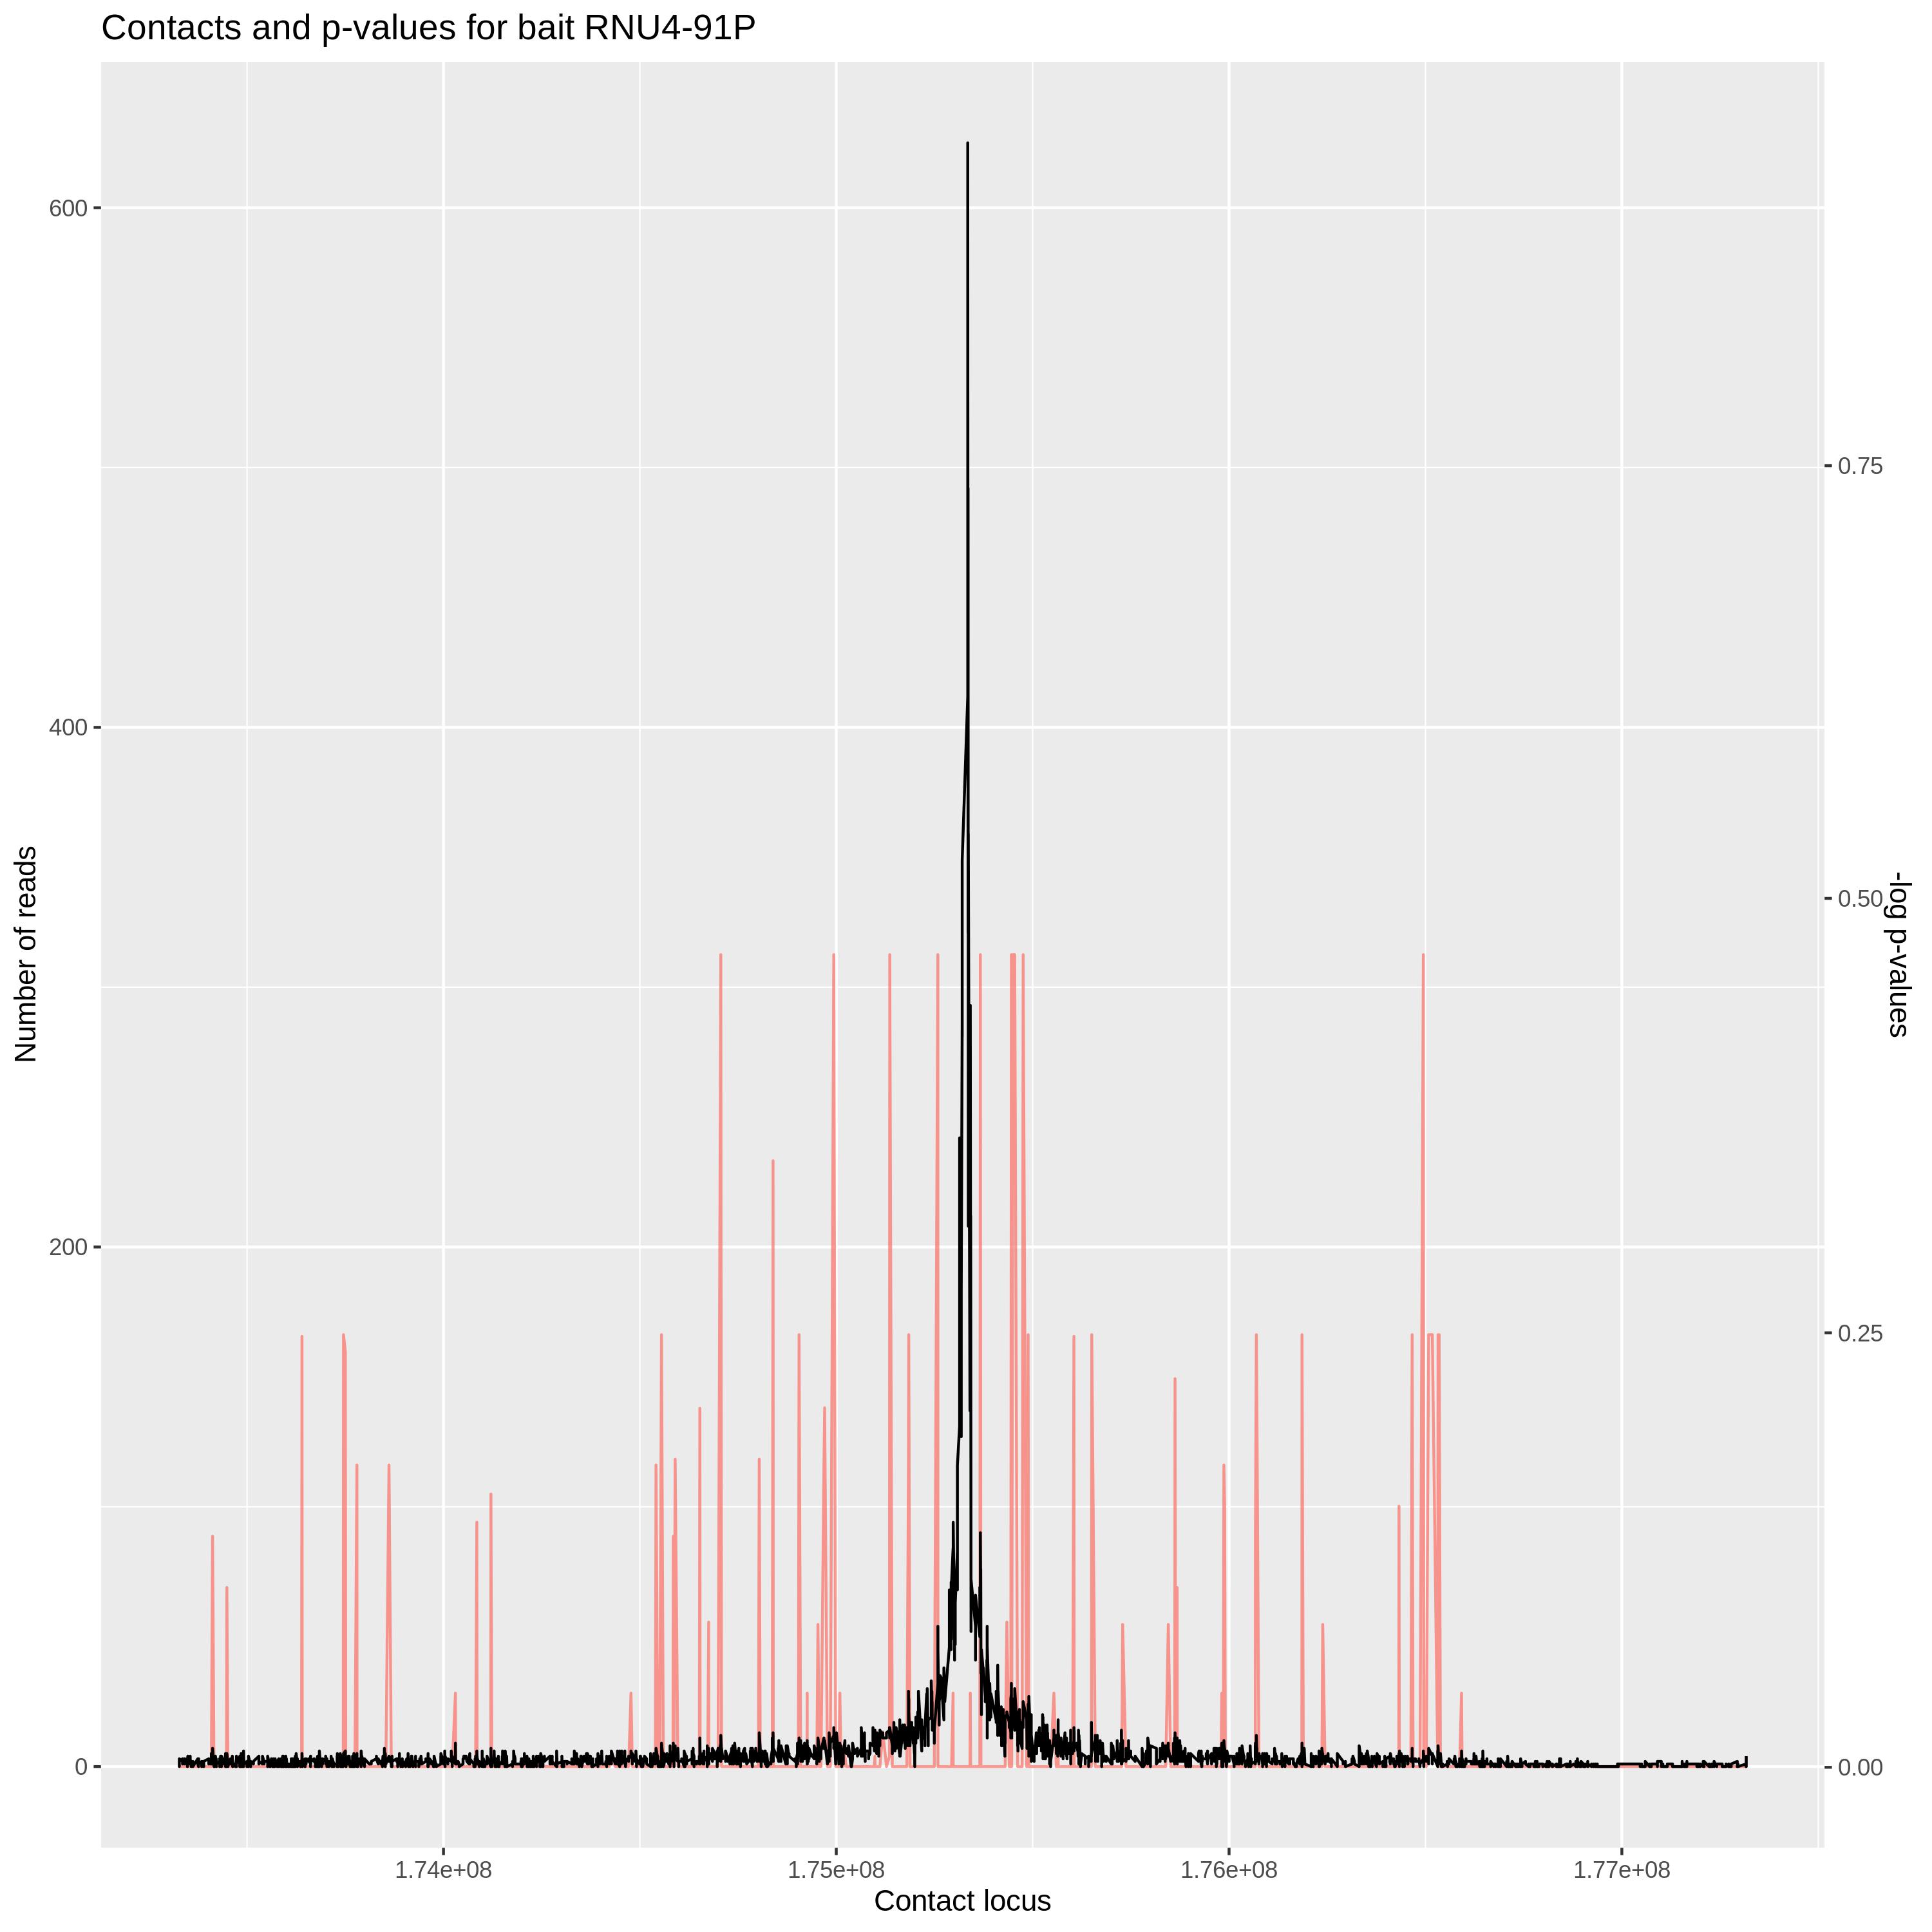 Contacts and p-values for bait RNU4-91P
600
400
200
0
Number of reads
0.75
0.50
0.25
0.00
-log p-values
1.74e+08
1.75e+08
1.76e+08
1.77e+08
Contact locus